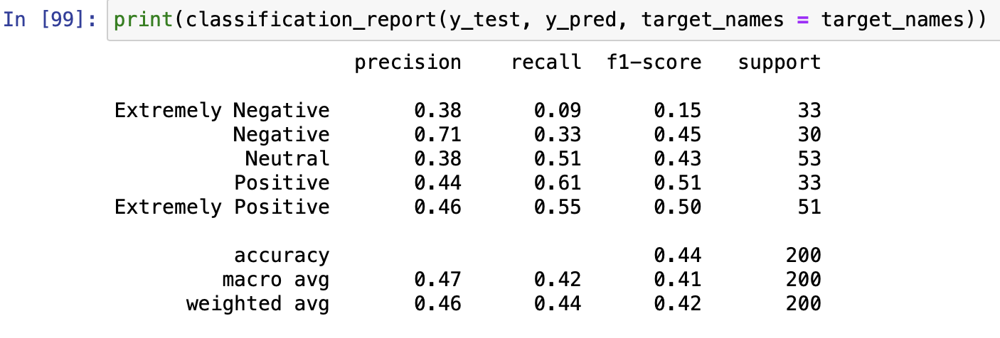 In [99]: print(classification_report(y_test, y_pred, target_names = target_names))
precision recall f1-score support
Extremely Negative 0.38 0.09 0.15 33
Negative 0.71 0.33 0.45 30
Neutral 0.38 0.51 0.43 53
Positive 0.44 0.61 0.51 33
Extremely Positive 0.46 0.55 0.50 51
accuracy 0.44 200
macro avg 0.47 0.42 0.41 200
weighted avg 0.46 0.44 0.42 200